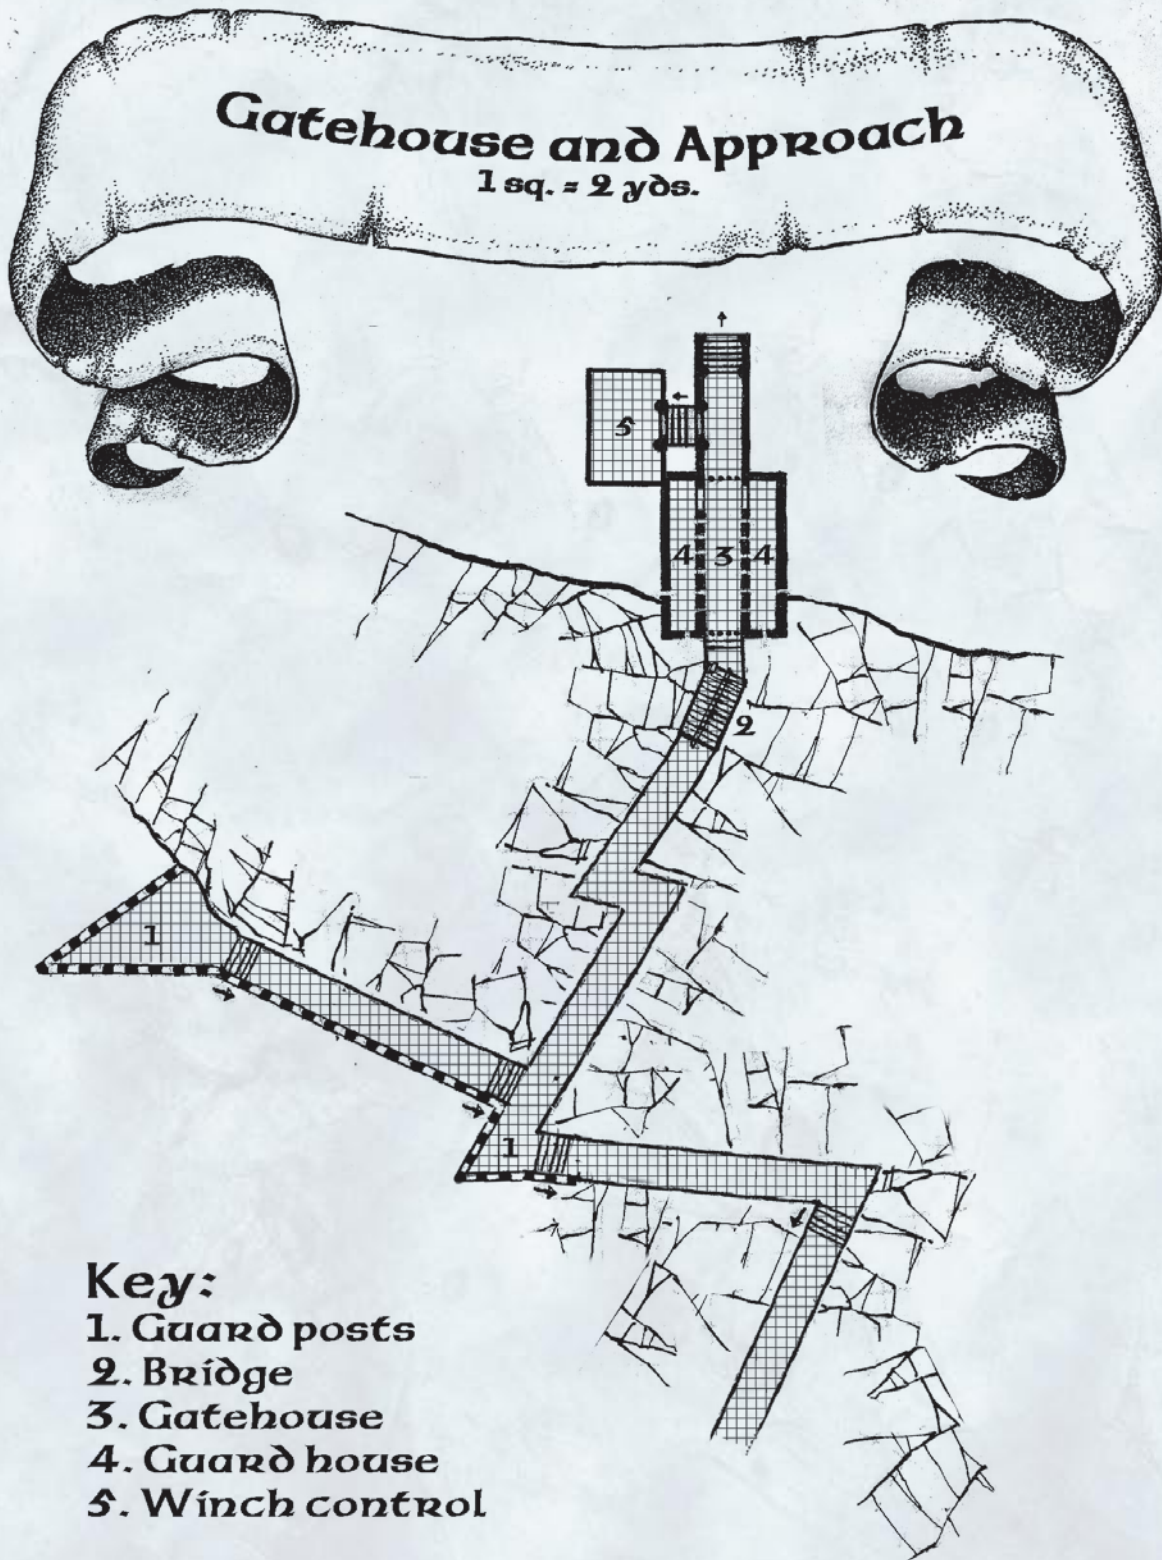 Gatehouse and Approach
1 sq. = 2 yds.
5
4
3
4
2
1
1
Key:
1. Guard posts
2. Bridge
3. Gatehouse
4. Guard house
5. Winch control